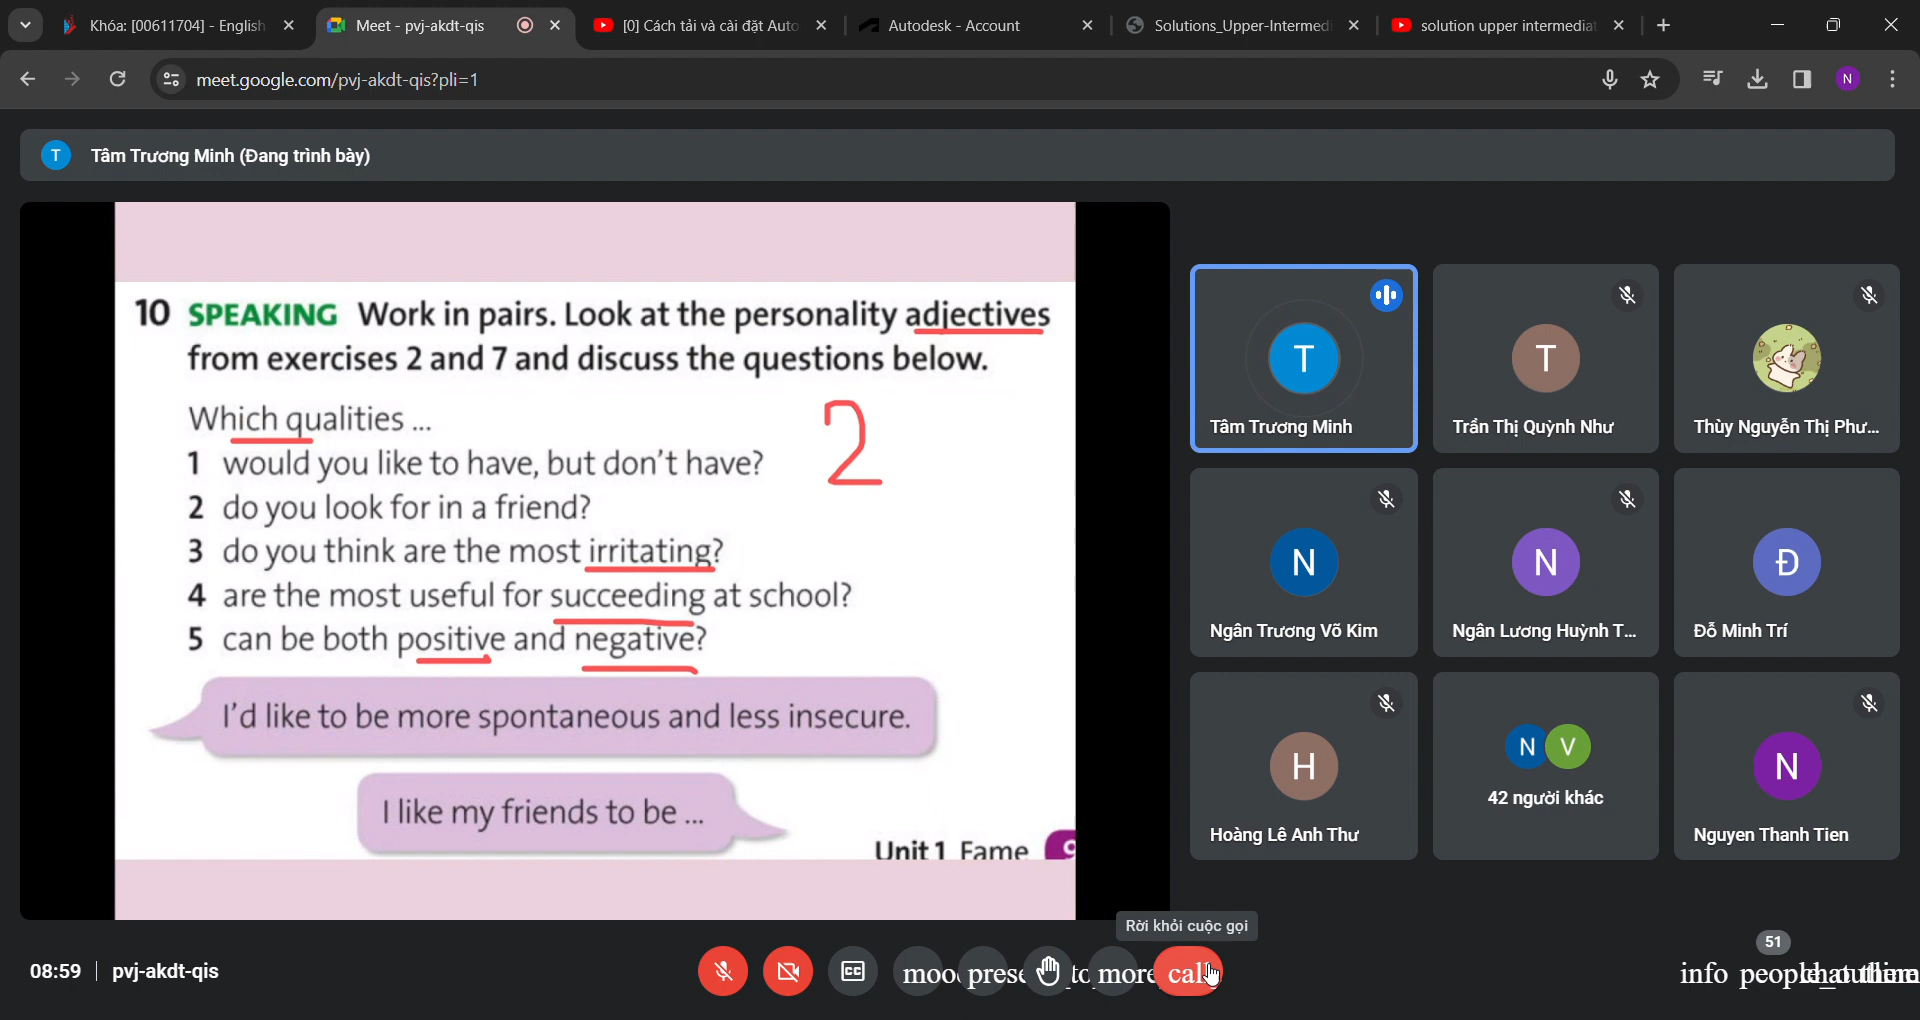 Khóa: [00611704] - English
Meet - pvj-akdt-qis
[0] Cách tải và cài đặt Auto
Autodesk - Account
Solutions_Upper-Intermedi
solution upper intermediat
meet.google.com/pvj-akdt-qis?pli=1
N
T Tâm Trương Minh (Đang trình bày)
10 SPEAKING Work in pairs. Look at the personality adjectives
from exercises 2 and 7 and discuss the questions below.
Which qualities ...
2
1 would you like to have, but don't have?
2 do you look for in a friend?
3 do you think are the most irritating?
4 are the most useful for succeeding at school?
5 can be both positive and negative?
I'd like to be more spontaneous and less insecure.
I like my friends to be ...
Unit 1 Fame 9
T
Tâm Trương Minh
T
Trần Thị Quỳnh Như
Thùy Nguyễn Thị Phư...
N
Ngân Trương Võ Kim
N
Ngân Lương Huỳnh T...
Đ
Đỗ Minh Trí
H
Hoàng Lê Anh Thư
N V
42 người khác
N
Nguyen Thanh Tien
Rời khỏi cuộc gọi
08:59 pvj-akdt-qis
CC
more
51
info